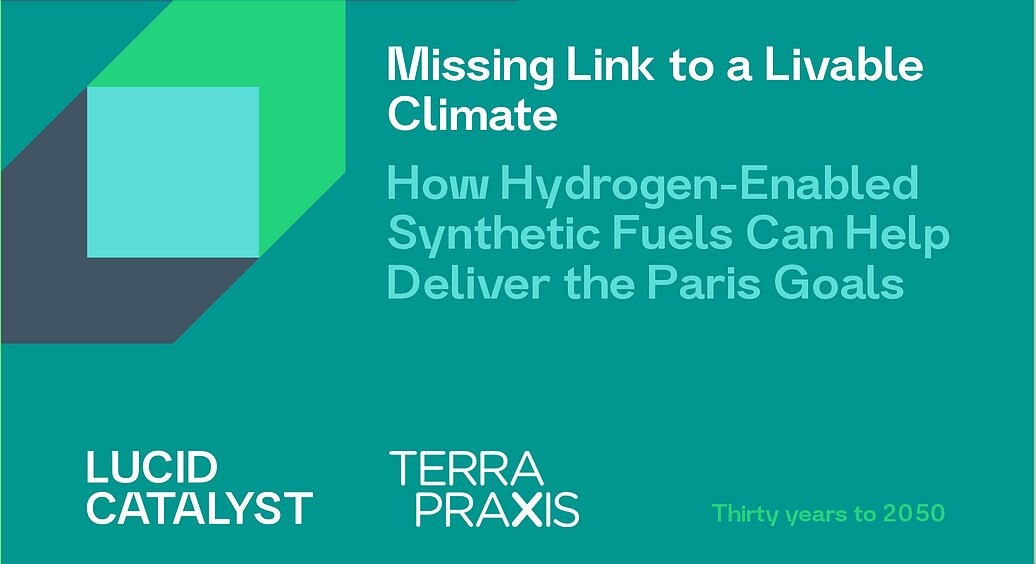 Missing Link to a Livable
Climate
How Hydrogen-Enabled
Synthetic Fuels Can Help
Deliver the Paris Goals
LUCID
CATALYST
TERRA
PRAXIS
Thirty years to 2050